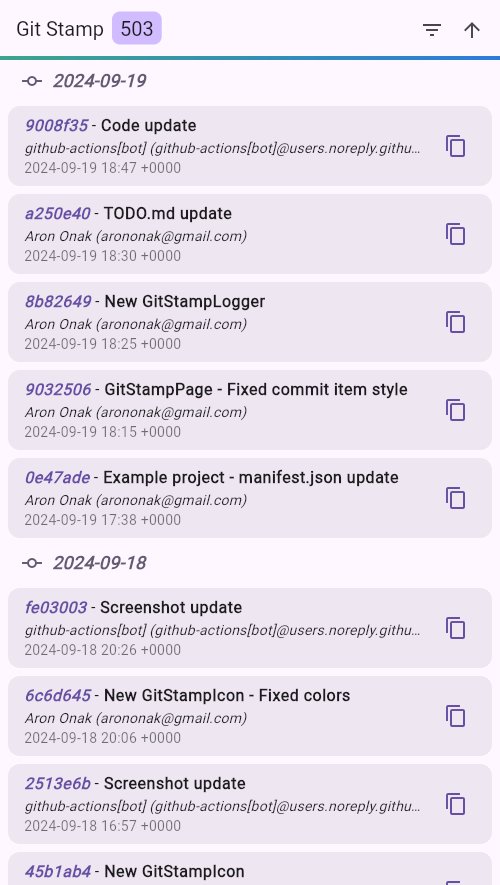 Git Stamp 503
2024-09-19
9008f35 - Code update
github-actions[bot] (github-actions[bot]@users.noreply.githu...
2024-09-19 18:47 +0000
a250e40 - TODO.md update
Aron Onak (arononak@gmail.com)
2024-09-19 18:30 +0000
8b82649 - New GitStampLogger
Aron Onak (arononak@gmail.com)
2024-09-19 18:25 +0000
9032506 - GitStampPage - Fixed commit item style
Aron Onak (arononak@gmail.com)
2024-09-19 18:15 +0000
0e47ade - Example project - manifest.json update
Aron Onak (arononak@gmail.com)
2024-09-19 17:38 +0000
2024-09-18
fe03003 - Screenshot update
github-actions[bot] (github-actions[bot]@users.noreply.githu...
2024-09-18 20:26 +0000
6c6d645 - New GitStampIcon - Fixed colors
Aron Onak (arononak@gmail.com)
2024-09-18 20:06 +0000
2513e6b - Screenshot update
github-actions[bot] (github-actions[bot]@users.noreply.githu...
2024-09-18 16:57 +0000
45b1ab4 - New GitStampIcon